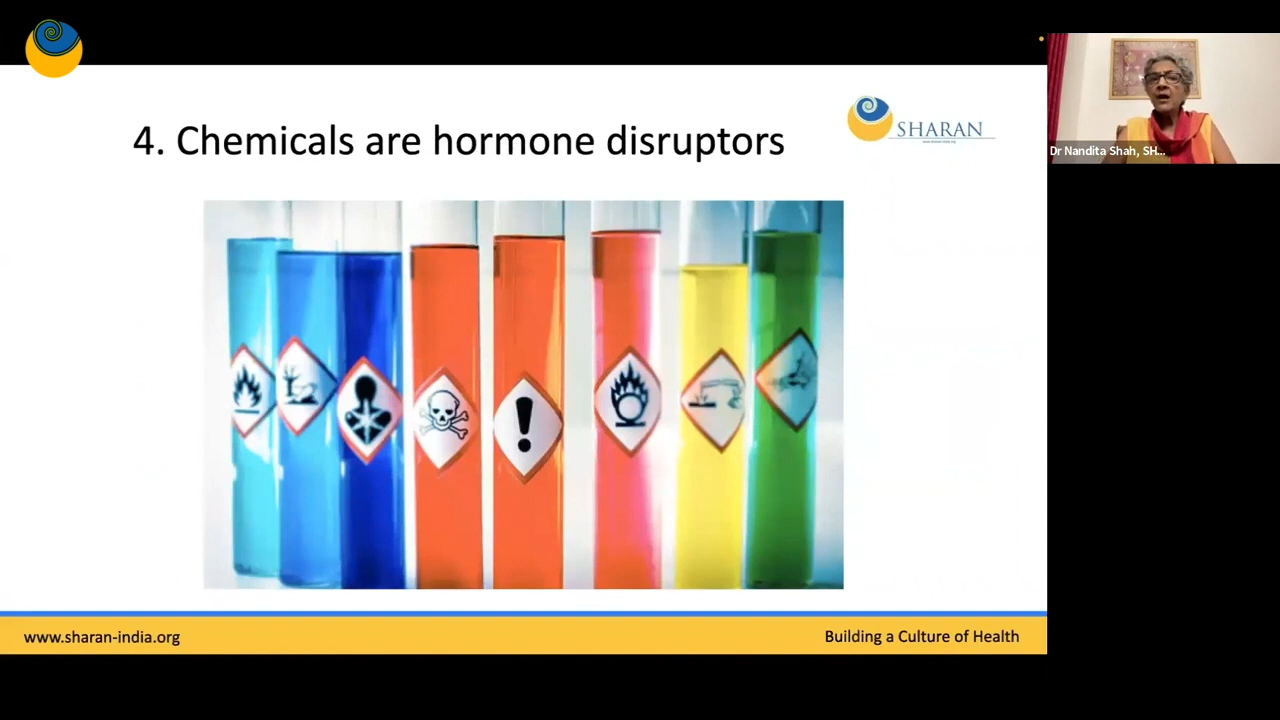 4. Chemicals are hormone disruptors
SHARAN
Dr Nandita Shah, SH...
www.sharan-india.org
Building a Culture of Health